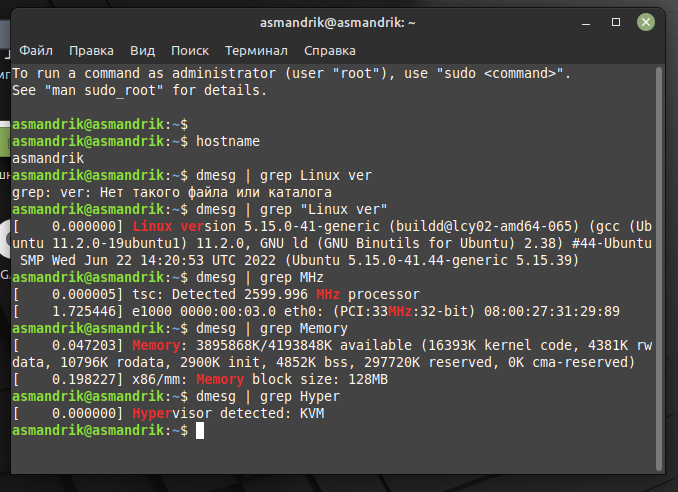 asmandrik@asmandrik: ~
Файл Правка Вид Поиск Терминал Справка
To run a command as administrator (user "root"), use "sudo <command>".
See "man sudo_root" for details.
asmandrik@asmandrik:~$
asmandrik@asmandrik:~$ hostname
asmandrik
asmandrik@asmandrik:~$ dmesg | grep Linux ver
grep: ver: Нет такого файла или каталога
asmandrik@asmandrik:~$ dmesg | grep "Linux ver"
[    0.000000] Linux version 5.15.0-41-generic (buildd@lcy02-amd64-065) (gcc (Ub
untu 11.2.0-19ubuntu1) 11.2.0, GNU ld (GNU Binutils for Ubuntu) 2.38) #44-Ubuntu
 SMP Wed Jun 22 14:20:53 UTC 2022 (Ubuntu 5.15.0-41.44-generic 5.15.39)
asmandrik@asmandrik:~$ dmesg | grep MHz
[    0.000005] tsc: Detected 2599.996 MHz processor
[    1.725446] e1000 0000:00:03.0 eth0: (PCI:33MHz:32-bit) 08:00:27:31:29:89
asmandrik@asmandrik:~$ dmesg | grep Memory
[    0.047203] Memory: 3895868K/4193848K available (16393K kernel code, 4381K rw
data, 10796K rodata, 2900K init, 4852K bss, 297720K reserved, 0K cma-reserved)
[    0.198227] x86/mm: Memory block size: 128MB
asmandrik@asmandrik:~$ dmesg | grep Hyper
[    0.000000] Hypervisor detected: KVM
asmandrik@asmandrik:~$